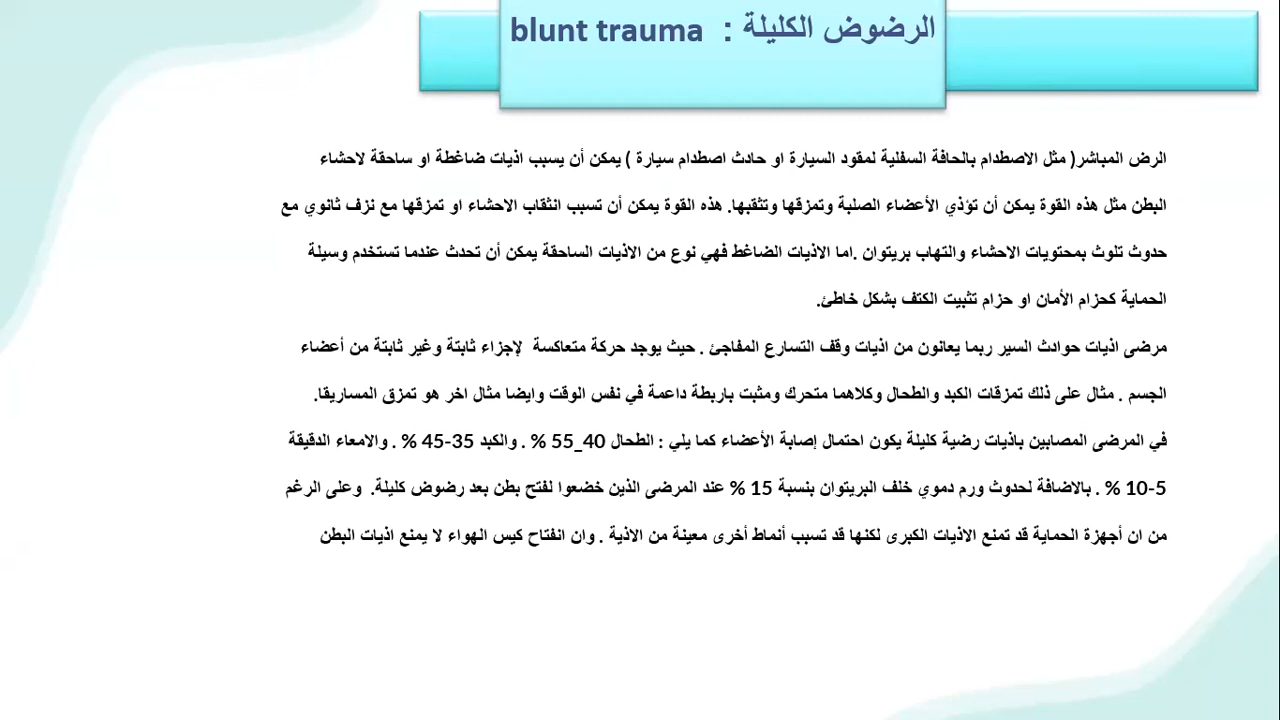 الرضوض الكليلة : blunt trauma
الرض المباشر( مثل الاصطدام بالحافة السفلية لمقود السيارة او حادث اصطدام سيارة ) يمكن أن يسبب اذيات ضاغطة او ساحقة لاحشاء
البطن مثل هذه القوة يمكن أن تؤذي الأعضاء الصلبة وتمزقها وتثقبها. هذه القوة يمكن أن تسبب انثقاب الاحشاء او تمزقها مع نزف ثانوي مع
حدوث تلوث بمحتويات الاحشاء والتهاب بريتوان .اما الاذيات الضاغط فهي نوع من الاذيات الساحقة يمكن أن تحدث عندما تستخدم وسيلة
الحماية كحزام الأمان او حزام تثبيت الكتف بشكل خاطئ.
مرضى اذيات حوادث السير ربما يعانون من اذيات وقف التسارع المفاجئ . حيث يوجد حركة متعاكسة لإجزاء ثابتة وغير ثابتة من أعضاء
الجسم . مثال على ذلك تمزقات الكبد والطحال وكلاهما متحرك ومثبت باربطة داعمة في نفس الوقت وايضا مثال اخر هو تمزق المساريقا.
في المرضى المصابين باذيات رضية كليلة يكون احتمال إصابة الأعضاء كما يلي : الطحال 40_55 % . والكبد 35-45 % . والامعاء الدقيقة
5-10 % . بالاضافة لحدوث ورم دموي خلف البريتوان بنسبة 15 % عند المرضى الذين خضعوا لفتح بطن بعد رضوض كليلة. وعلى الرغم
من ان أجهزة الحماية قد تمنع الاذيات الكبرى لكنها قد تسبب أنماط أخرى معينة من الاذية . وان انفتاح كيس الهواء لا يمنع اذيات البطن